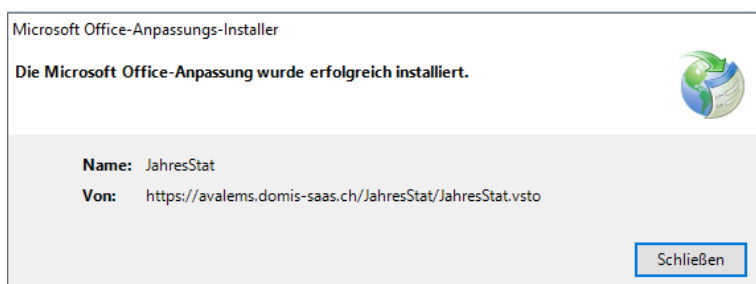 Microsoft Office-Anpassungs-Installer
Die Microsoft Office-Anpassung wurde erfolgreich installiert.
Name: JahresStat
Von: https://avalems.domis-saas.ch/JahresStat/JahresStat.vsto
Schließen